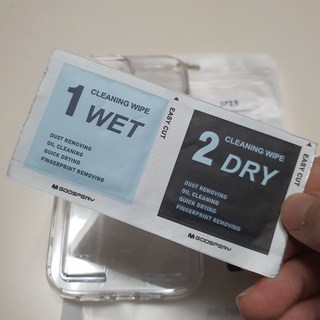 1 CLEANING WIPE
WET
DUST REMOVING
OIL CLEANING
QUICK DRYING
FINGERPRINT REMOVING
GOOSPERY
EASY CUT
2 CLEANING WIPE
DRY
DUST REMOVING
OIL CLEANING
QUICK DRYING
FINGERPRINT REMOVING
GOOSPERY
EASY CUT